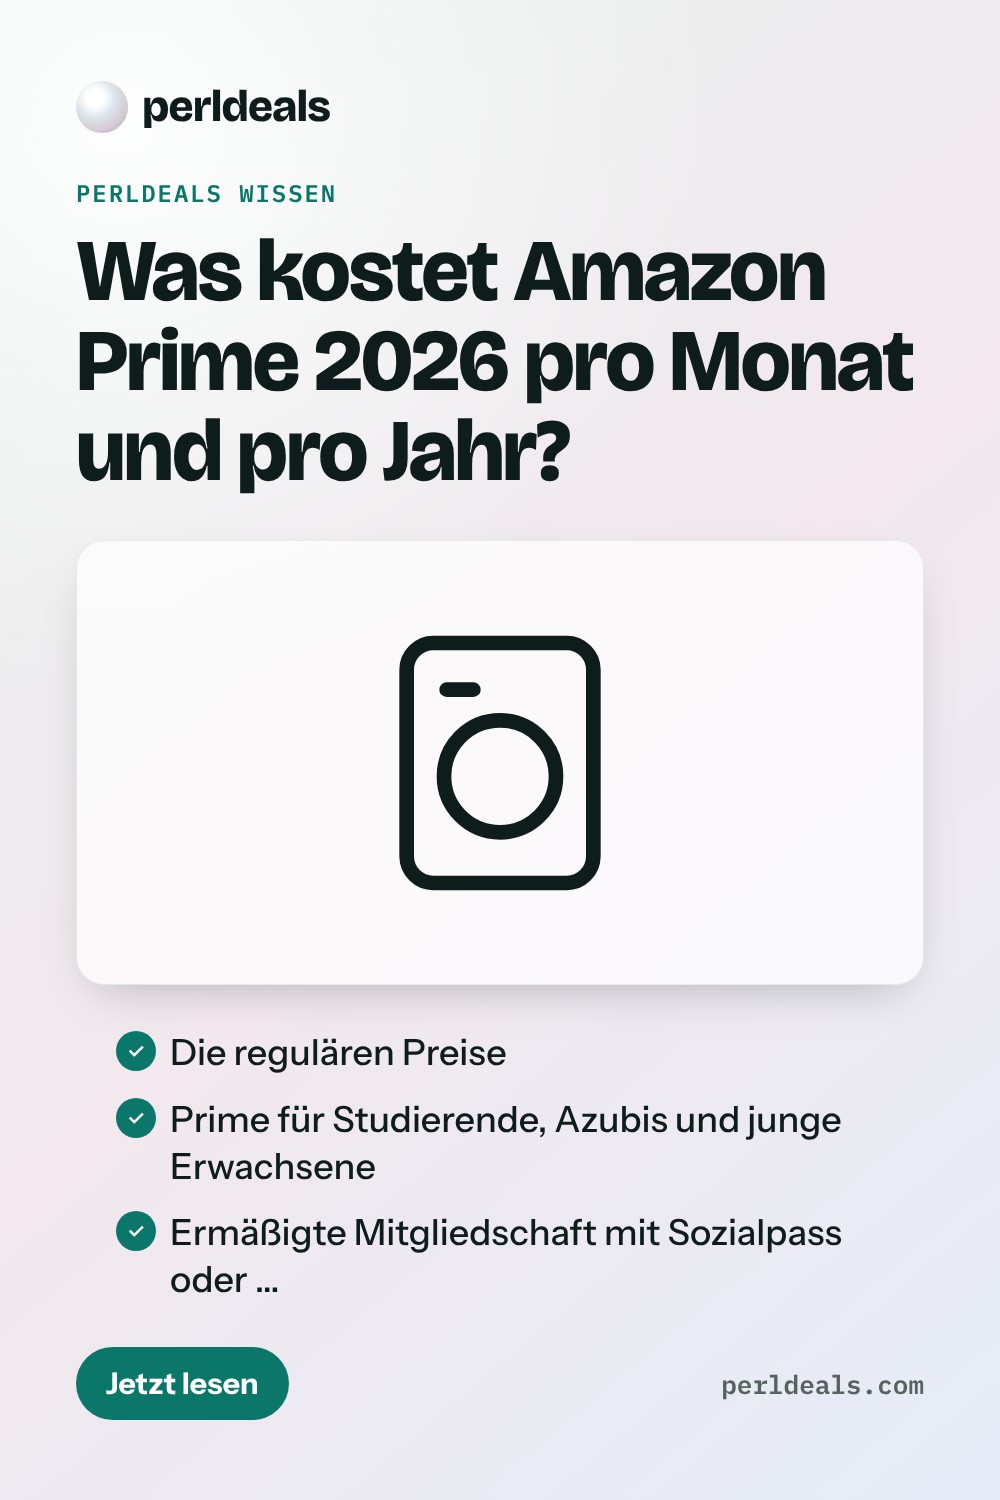 perldeals
PERLDEALS WISSEN
Was kostet Amazon
Prime 2026 pro Monat
und pro Jahr?
Die regulären Preise
Prime für Studierende, Azubis und junge
Erwachsene
Ermäßigte Mitgliedschaft mit Sozialpass
oder ...
Jetzt lesen
perldeals.com